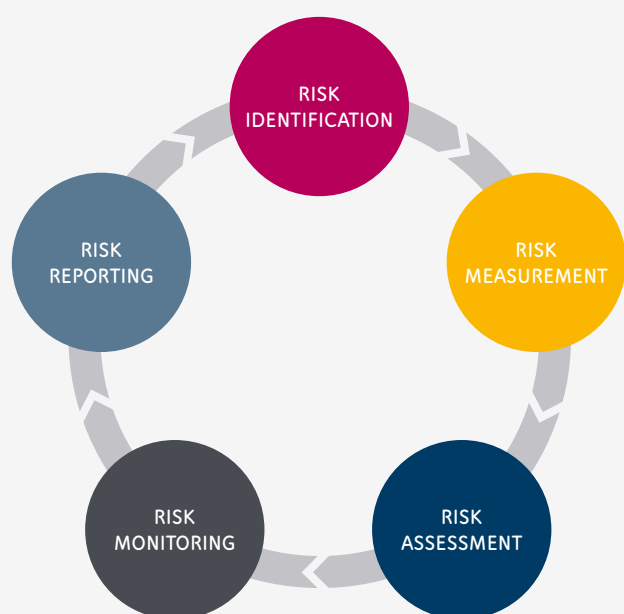 RISK
IDENTIFICATION
RISK
MEASUREMENT
RISK
ASSESSMENT
RISK
MONITORING
RISK
REPORTING